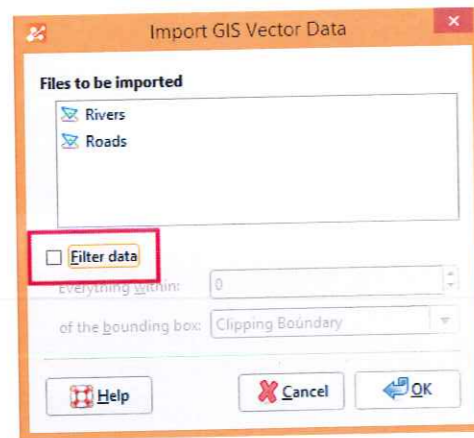 Import GIS Vector Data
Files to be imported
Rivers
Roads
Filter data
Everything within: 0
of the bounding box: Clipping Boundary
Help Cancel OK